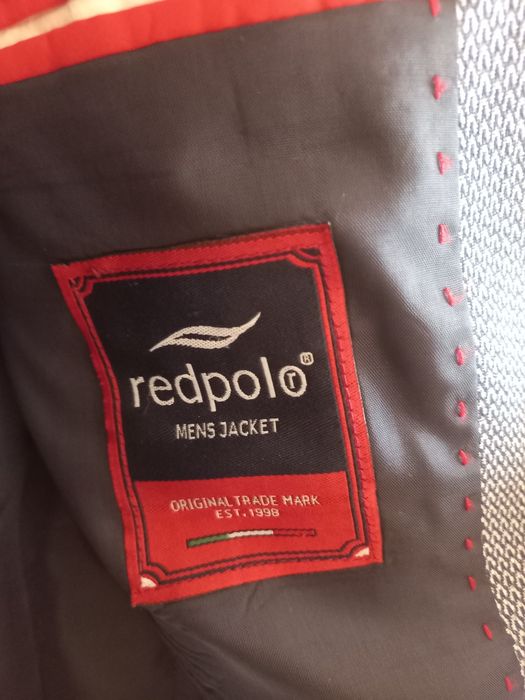 redpolo®
MENS JACKET
ORIGINAL TRADE MARK
EST. 1998